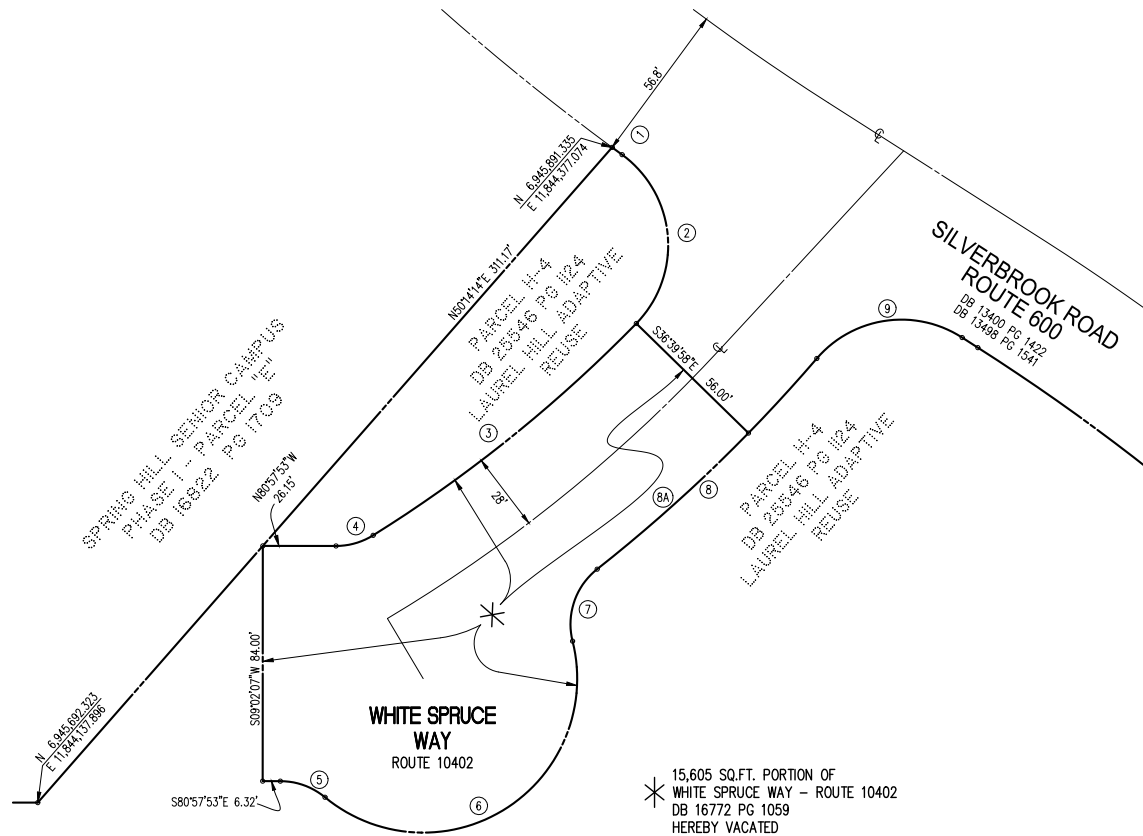 56.8'
1
N 6,945,891.335
E 11,844,377.074
2
SILVERBROOK ROAD
ROUTE 600
DB 13400 PG 1422
DB 13498 PG 1541
N50°14'14"E 311.17'
PARCEL H-4
DB 25546 PG 1124
LAUREL HILL ADAPTIVE
REUSE
9
S36°39'58"E 56.00'
SPRING HILL SENIOR CAMPUS
PHASE I - PARCEL "E"
DB 16822 PG 1709
3
N80°57'53"W
26.15'
28'
8A
8
PARCEL H-4
DB 25546 PG 1124
LAUREL HILL ADAPTIVE
REUSE
4
7
S09°02'07"W 84.00'
N 6,945,692.323
E 11,844,137.896
WHITE SPRUCE
WAY
ROUTE 10402
5
6
S80°57'53"E 6.32'
15,605 SQ.FT. PORTION OF
WHITE SPRUCE WAY - ROUTE 10402
DB 16772 PG 1059
HEREBY VACATED